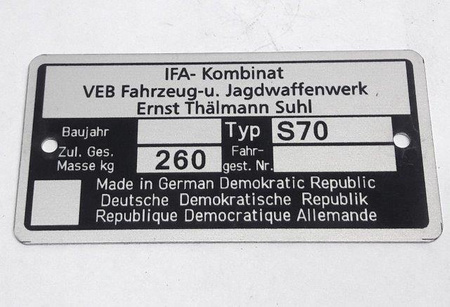 IFA- Kombinat
VEB Fahrzeug-u. Jagdwaffenwerk
Ernst Thälmann Suhl
Baujahr Typ S70
Zul. Ges. Masse kg 260 Fahr- gest. Nr.
Made in German Demokratic Republic
Deutsche Demokratische Republik
Republique Democratique Allemande